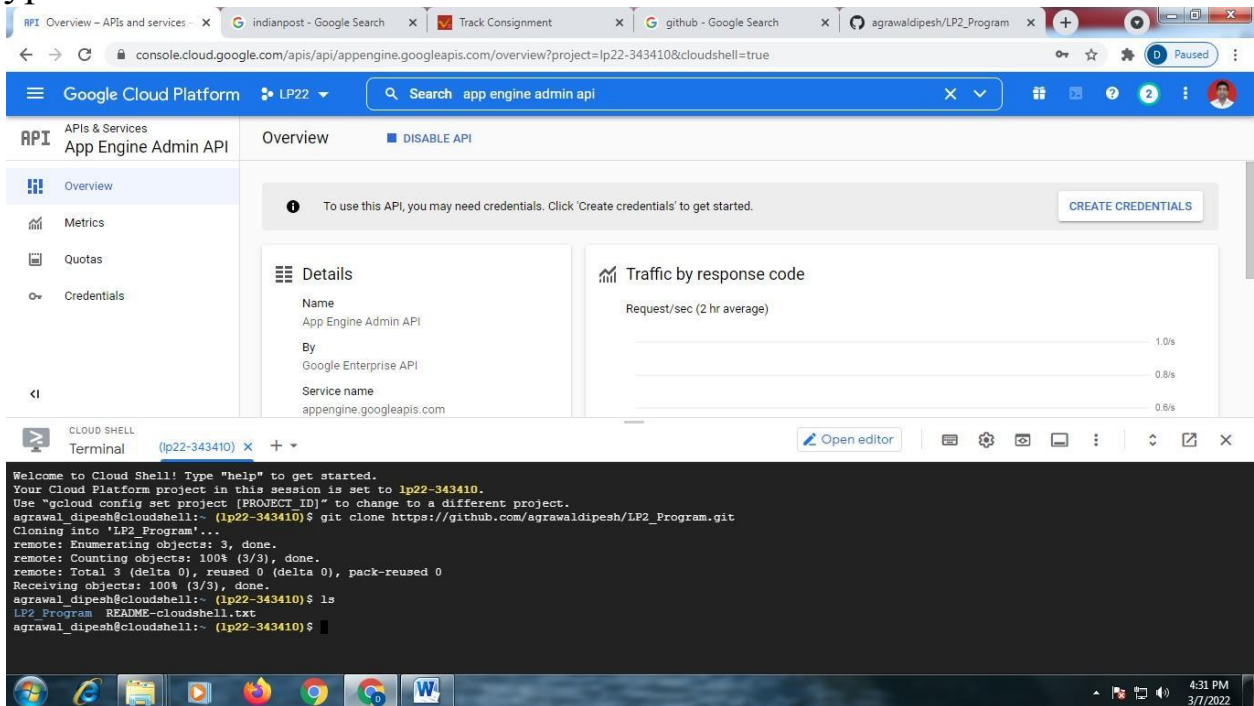 API Overview – APIs and services -
indianpost - Google Search
Track Consignment
github - Google Search
agrawaldipesh/LP2_Program
console.cloud.google.com/apis/api/appengine.googleapis.com/overview?project=lp22-343410&cloudshell=true
D Paused
Google Cloud Platform LP22 Search app engine admin api 2
API APIs & Services
App Engine Admin API
Overview DISABLE API
Overview
Metrics
Quotas
Credentials
To use this API, you may need credentials. Click 'Create credentials' to get started. CREATE CREDENTIALS
Details
Name
App Engine Admin API
By
Google Enterprise API
Service name
appengine.googleapis.com
Traffic by response code
Request/sec (2 hr average)
1.0/s
0.8/s
0.6/s
CLOUD SHELL
Terminal (lp22-343410) Open editor
Welcome to Cloud Shell! Type "help" to get started.
Your Cloud Platform project in this session is set to lp22-343410.
Use "gcloud config set project [PROJECT_ID]" to change to a different project.
agrawal_dipesh@cloudshell:~ (lp22-343410)$ git clone https://github.com/agrawaldipesh/LP2_Program.git
Cloning into 'LP2_Program'...
remote: Enumerating objects: 3, done.
remote: Counting objects: 100% (3/3), done.
remote: Total 3 (delta 0), reused 0 (delta 0), pack-reused 0
Receiving objects: 100% (3/3), done.
agrawal_dipesh@cloudshell:~ (lp22-343410)$ ls
LP2_Program README-cloudshell.txt
agrawal_dipesh@cloudshell:~ (lp22-343410)$
4:31 PM
3/7/2022